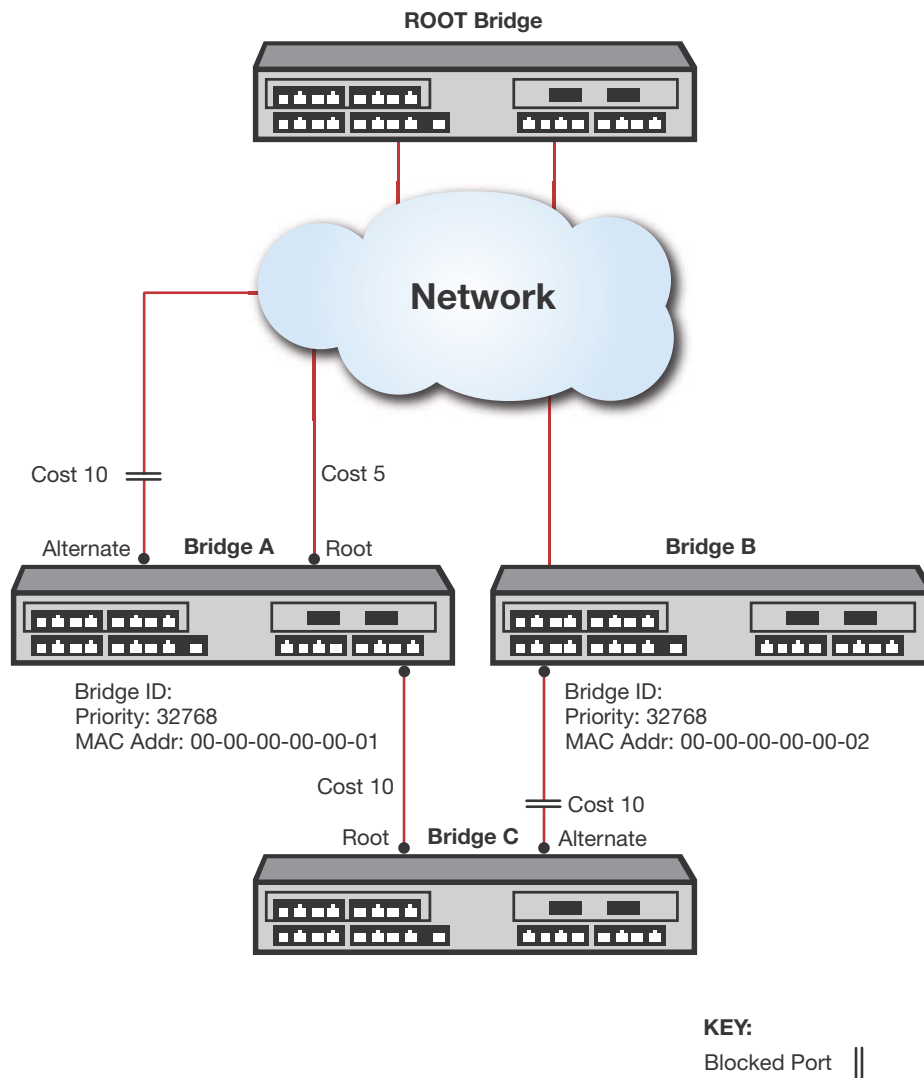 ROOT Bridge
Network
Cost 10
Cost 5
Alternate
Bridge A
Root
Bridge B
Bridge ID:
Priority: 32768
MAC Addr: 00-00-00-00-00-01
Bridge ID:
Priority: 32768
MAC Addr: 00-00-00-00-00-02
Cost 10
Cost 10
Root
Bridge C
Alternate
KEY:
Blocked Port